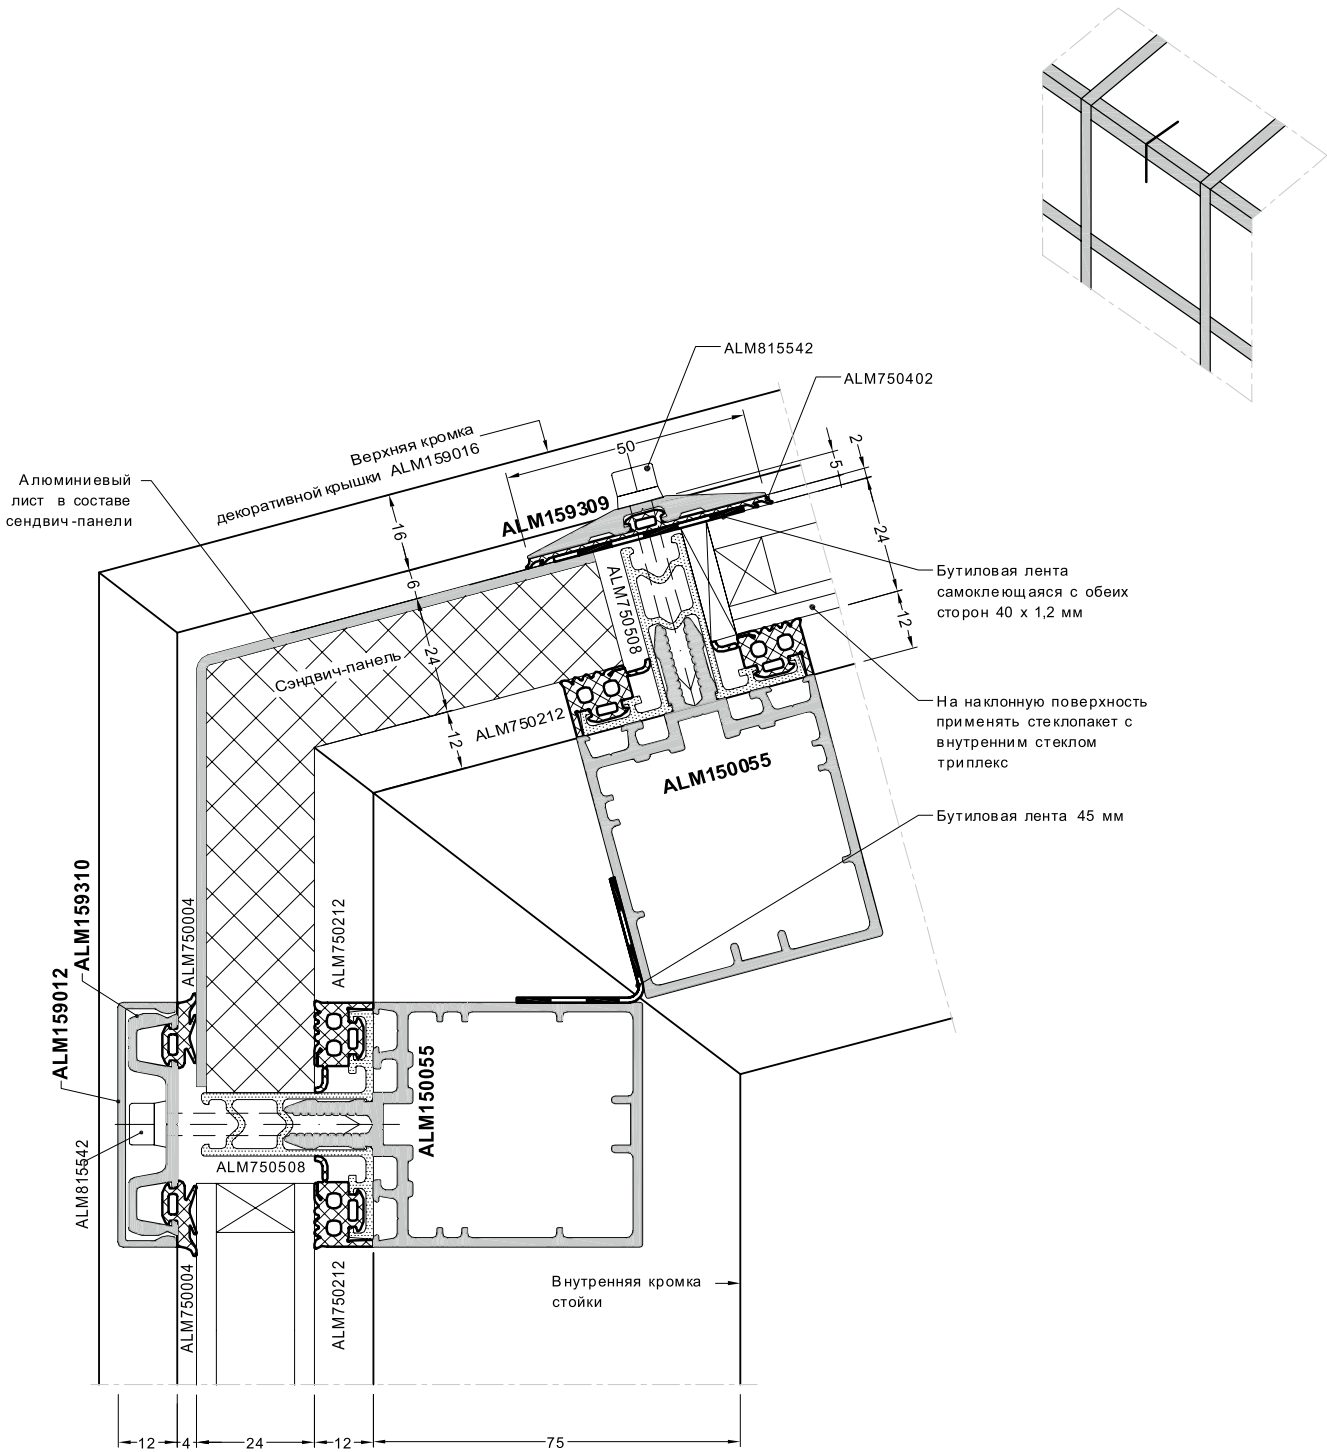 ALM815542
ALM750402
Верхняя кромка
декоративной крышки ALM159016
50
2
5
Алюминиевый
лист в составе
сендвич-панели
16
6
24
12
ALM159309
ALM750508
24
12
Бутиловая лента
самоклеющаяся с обеих
сторон 40 х 1,2 мм
Сэндвич-панель
ALM750212
ALM150055
На наклонную поверхность
применять стеклопакет с
внутренним стеклом
триплекс
Бутиловая лента 45 мм
ALM159012
ALM159310
ALM750004
ALM750212
ALM150055
ALM815542
ALM750508
ALM750004
ALM750212
Внутренняя кромка
стойки
12
4
24
12
75